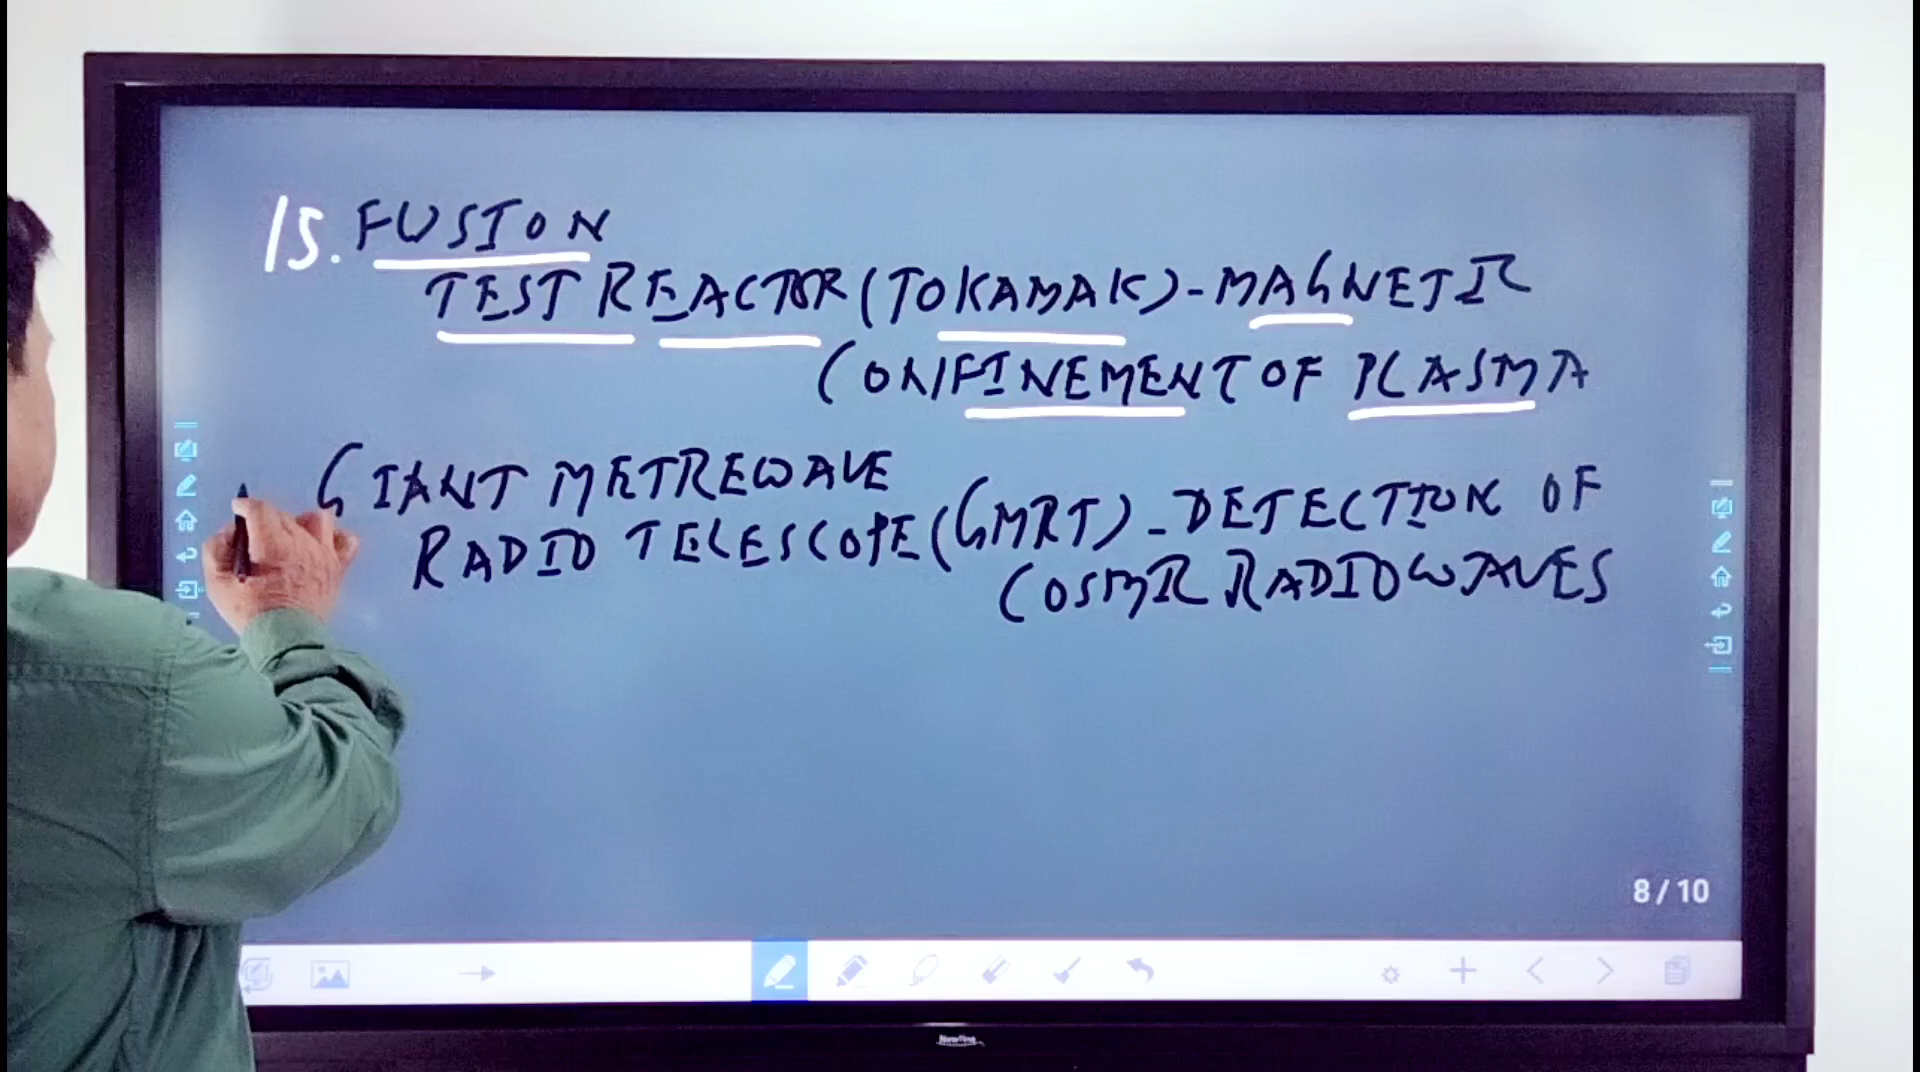 15. FUSION
TEST REACTOR (TOKAMAK) - MAGNETIC
CONFINEMENT OF PLASMA
GIANT METREWAVE
RADIO TELESCOPE (GMRT) - DETECTION OF
COSMIC RADIOWAVES
8 / 10